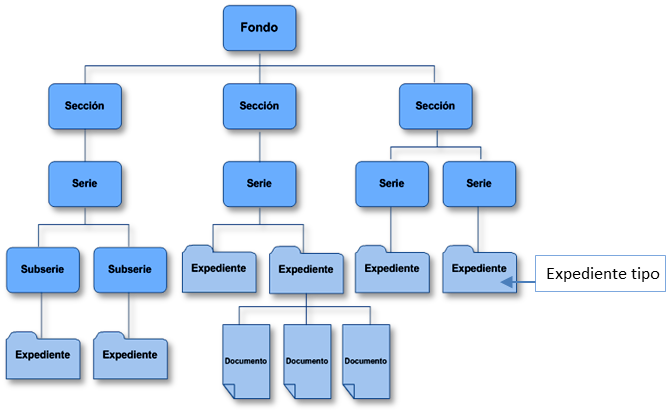 Fondo
Sección
Sección
Sección
Serie
Serie
Serie
Serie
Subserie
Subserie
Expediente
Expediente
Expediente
Expediente
Expediente tipo
Expediente
Expediente
Documento
Documento
Documento